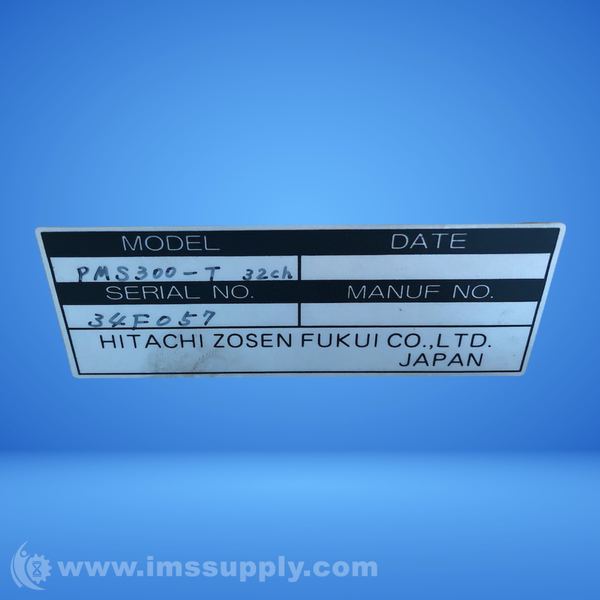 MODEL DATE
PMS300-T 32ch
SERIAL NO. MANUF NO.
34F057
HITACHI ZOSEN FUKUI CO.,LTD.
JAPAN
www.imssupply.com